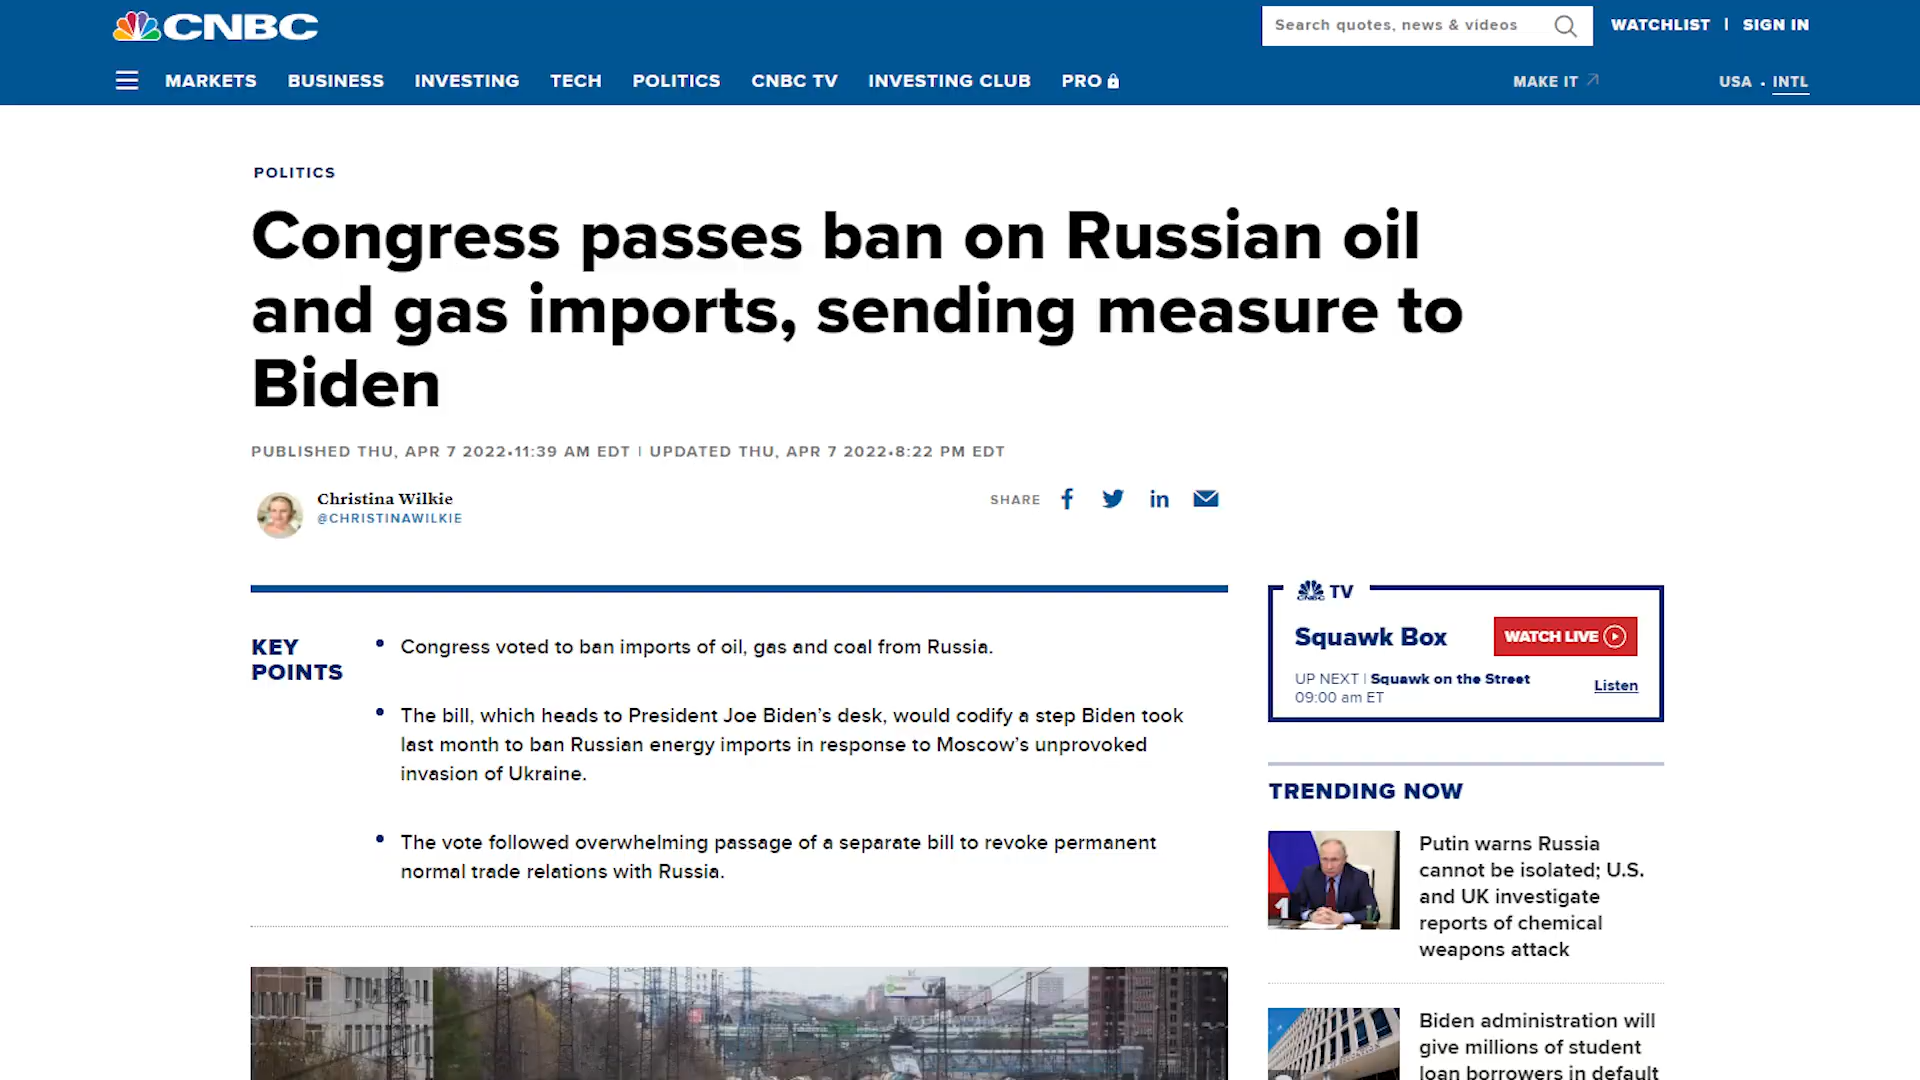 CNBC
Search quotes, news & videos
WATCHLIST | SIGN IN
MARKETS BUSINESS INVESTING TECH POLITICS CNBC TV INVESTING CLUB PRO
MAKE IT
USA • INTL
POLITICS
Congress passes ban on Russian oil
and gas imports, sending measure to
Biden
PUBLISHED THU, APR 7 2022•11:39 AM EDT | UPDATED THU, APR 7 2022•8:22 PM EDT
Christina Wilkie
@CHRISTINAWILKIE
SHARE
KEY
POINTS
• Congress voted to ban imports of oil, gas and coal from Russia.
• The bill, which heads to President Joe Biden’s desk, would codify a step Biden took
last month to ban Russian energy imports in response to Moscow’s unprovoked
invasion of Ukraine.
• The vote followed overwhelming passage of a separate bill to revoke permanent
normal trade relations with Russia.
CNBC TV
Squawk Box
WATCH LIVE
UP NEXT | Squawk on the Street
09:00 am ET
Listen
TRENDING NOW
1
Putin warns Russia
cannot be isolated; U.S.
and UK investigate
reports of chemical
weapons attack
Biden administration will
give millions of student
loan borrowers in default